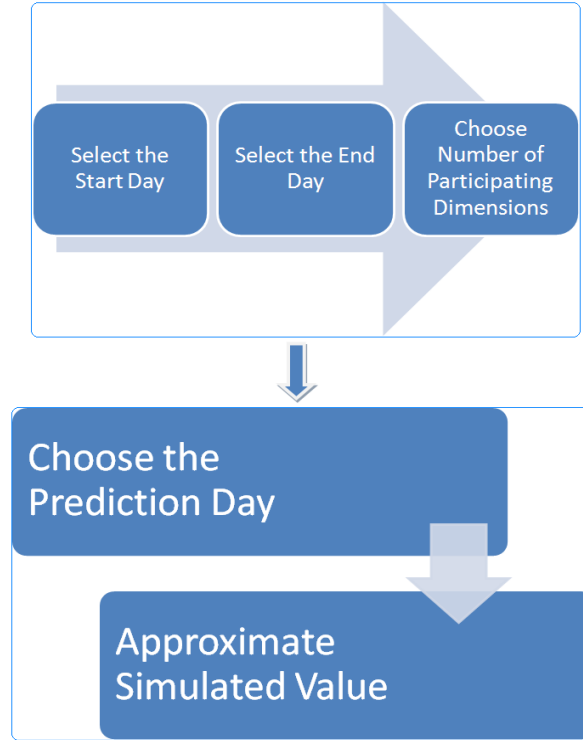 Select the
Start Day
Select the End
Day
Choose
Number of
Participating
Dimensions
Choose the
Prediction Day
Approximate
Simulated Value